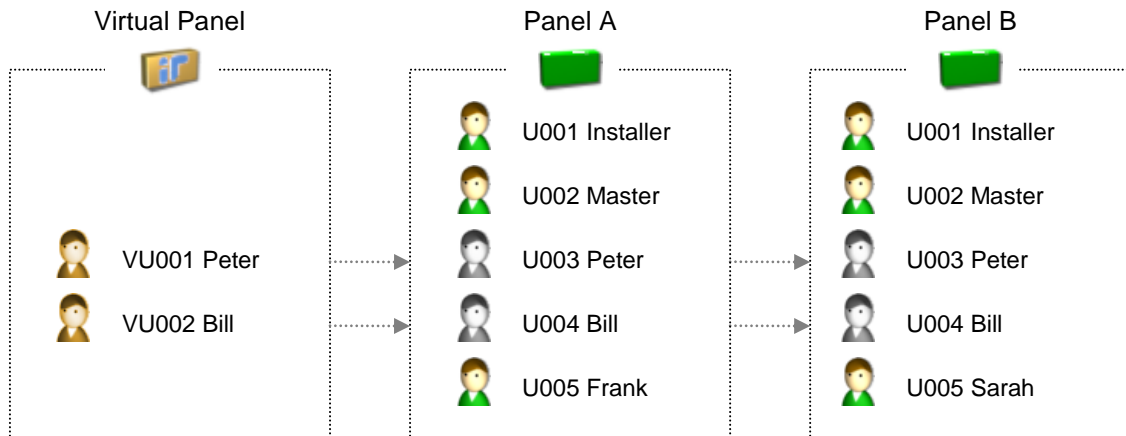 Virtual Panel
Panel A
Panel B
ir
U001 Installer
U001 Installer
U002 Master
U002 Master
VU001 Peter
U003 Peter
U003 Peter
VU002 Bill
U004 Bill
U004 Bill
U005 Frank
U005 Sarah